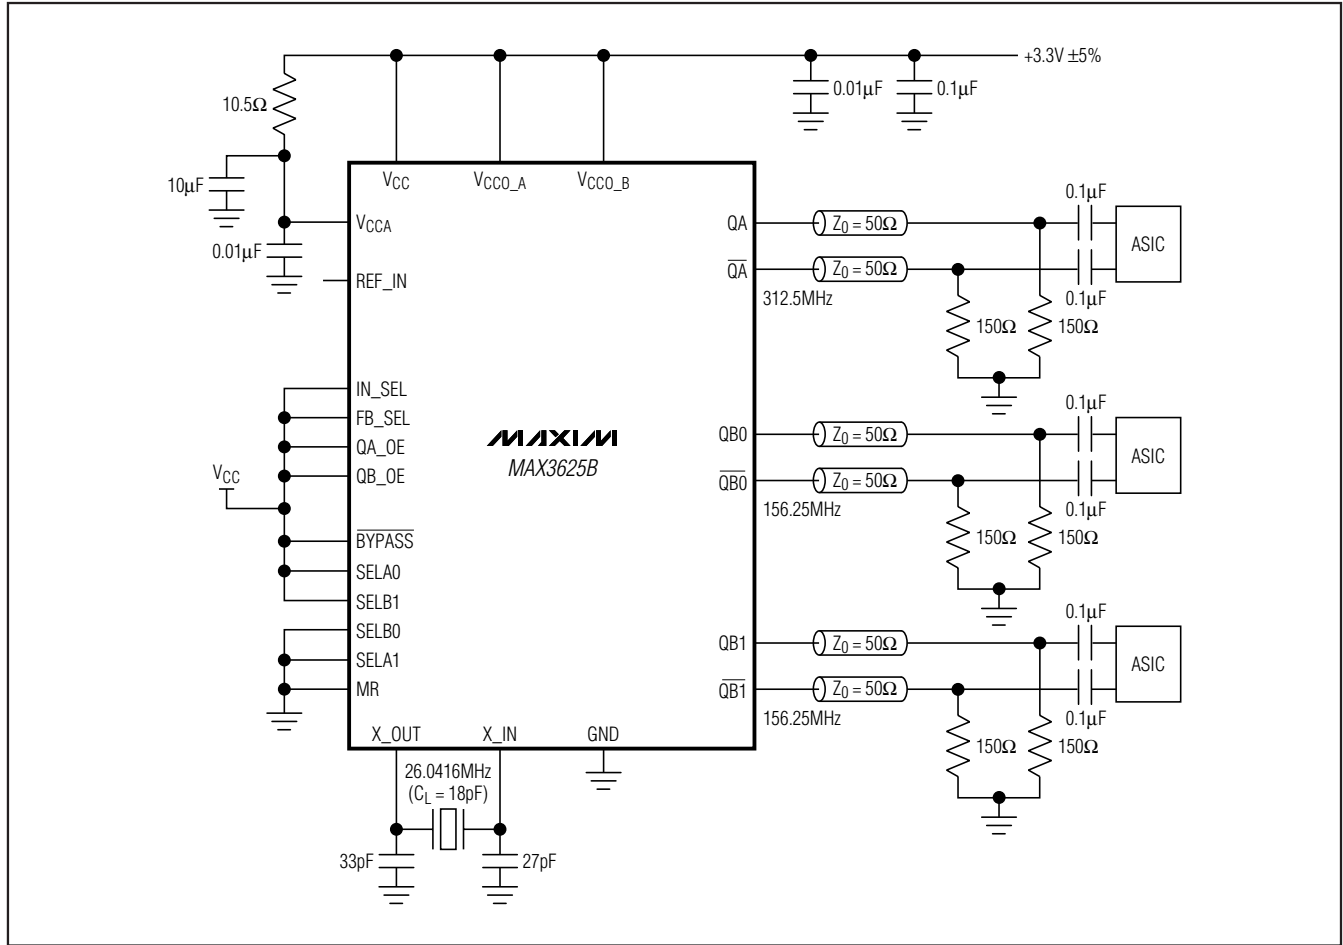 +3.3V ±5%
0.01µF
0.1µF
10.5Ω
10µF
VCC
VCCO_A
VCCO_B
VCCA
0.01µF
REF_IN
IN_SEL
FB_SEL
QA_OE
QB_OE
VCC
BYPASS
SELA0
SELB1
SELB0
SELA1
MR
X_OUT
X_IN
GND
26.0416MHz
(CL = 18pF)
33pF
27pF
MAXIM
MAX3625B
QA
Z0 = 50Ω
0.1µF
ASIC
QA
Z0 = 50Ω
0.1µF
312.5MHz
150Ω
150Ω
QB0
Z0 = 50Ω
0.1µF
ASIC
QB0
Z0 = 50Ω
0.1µF
156.25MHz
150Ω
150Ω
QB1
Z0 = 50Ω
0.1µF
ASIC
QB1
Z0 = 50Ω
0.1µF
156.25MHz
150Ω
150Ω